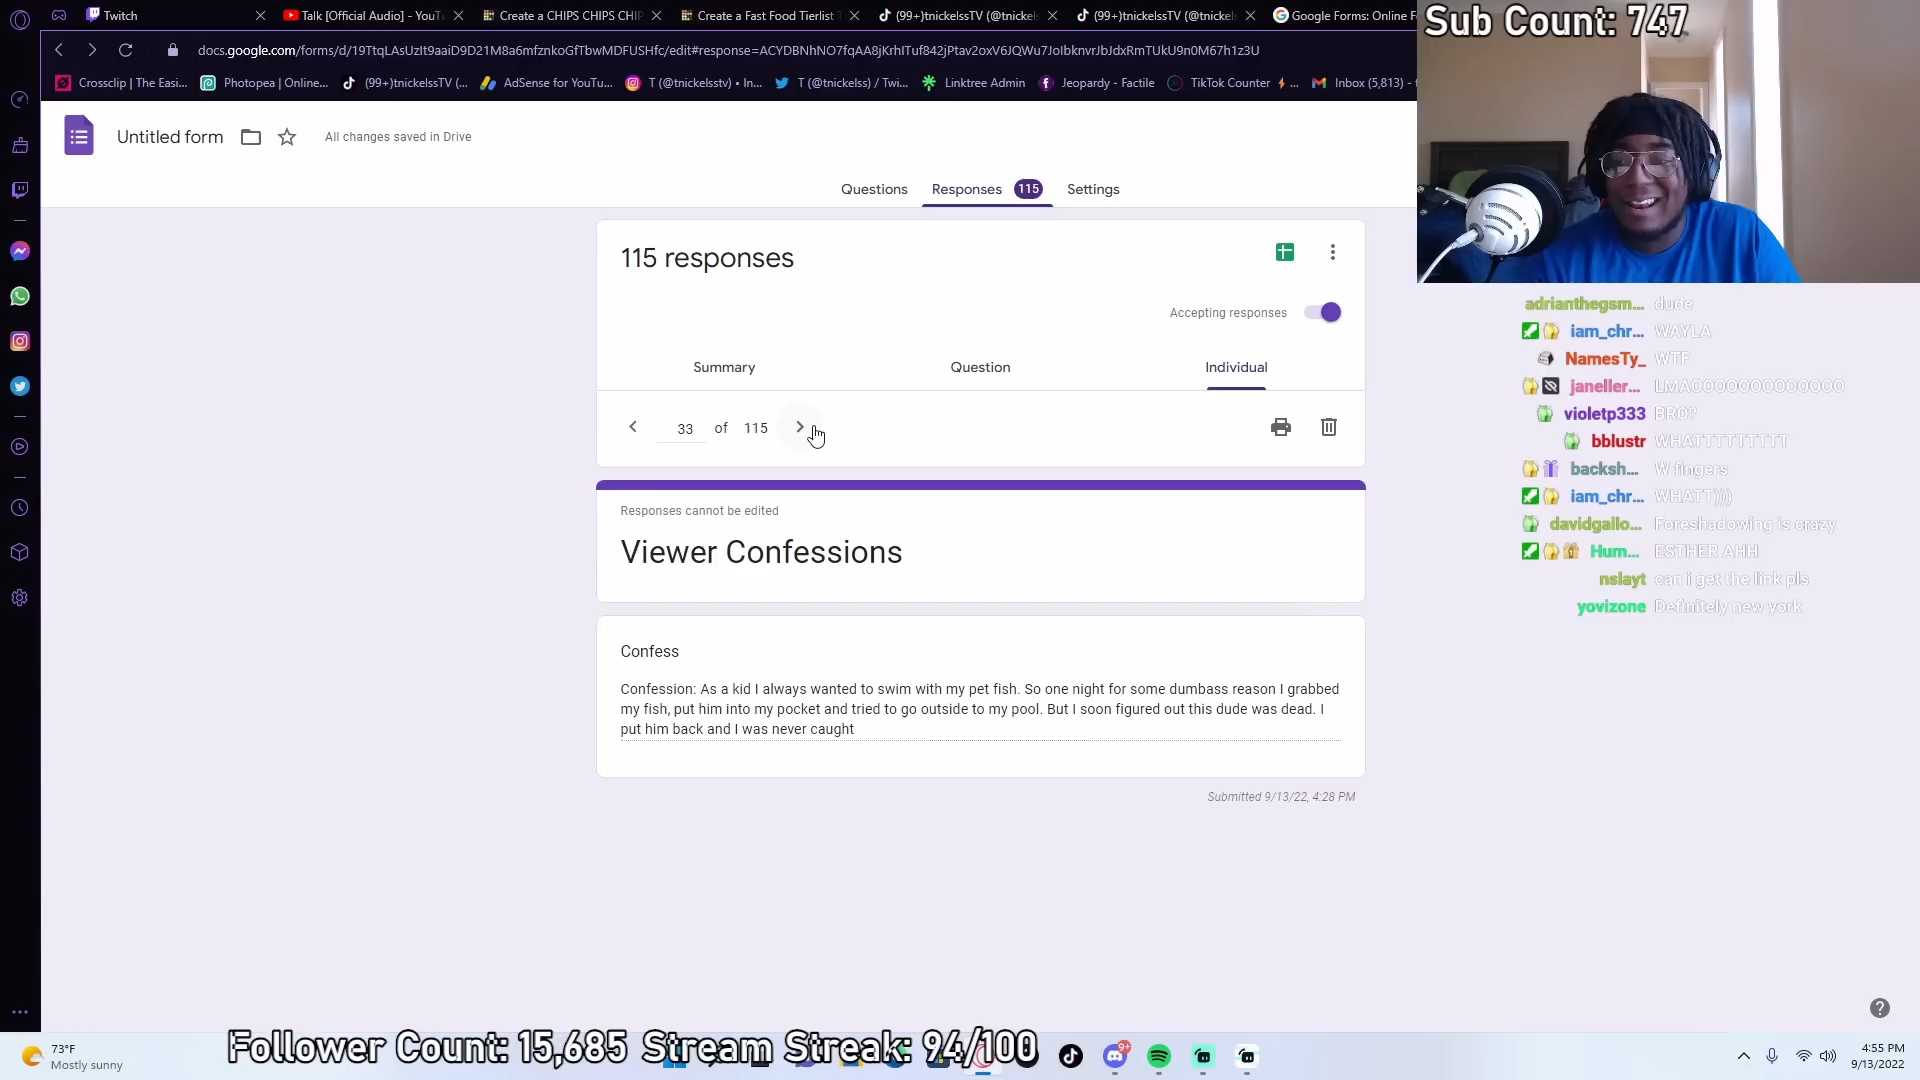 Twitch
Talk [Official Audio] - YouTu
Create a CHIPS CHIPS CHIP
Create a Fast Food Tierlist T
(99+)tnickelssTV (@tnickels
(99+)tnickelssTV (@tnickels
Google Forms: Online F
Sub Count: 747
docs.google.com/forms/d/19TtqLAsUzIt9aaiD9D21M8a6mfznkoGfTbwMDFUSHfc/edit#response=ACYDBNhNO7fqAA8jKrhITuf842jPtav2oxV6JQWu7JoIbknvrJbJdxRmTUkU9n0M67h1z3U
Crossclip | The Easi...
Photopea | Online...
(99+)tnickelssTV (...
AdSense for YouTu...
T (@tnickelsstv) • In...
T (@tnickelss) / Twi...
Linktree Admin
Jeopardy - Factile
TikTok Counter ...
Inbox (5,813) -
Untitled form
All changes saved in Drive
Questions
Responses 115
Settings
115 responses
Accepting responses
Summary
Question
Individual
33 of 115
Responses cannot be edited
Viewer Confessions
Confess
Confession: As a kid I always wanted to swim with my pet fish. So one night for some dumbass reason I grabbed
my fish, put him into my pocket and tried to go outside to my pool. But I soon figured out this dude was dead. I
put him back and I was never caught
Submitted 9/13/22, 4:28 PM
adrianthegsm... dude
iam_chr... WAYLA
NamesTy_ WTF
janeller... LMAOOOOOOOOOOOOO
violetp333 BRO?
bblustr WHATTTTTTTT
backsh... W fingers
iam_chr... WHATT))))
davidgallo... Foreshadowing is crazy
Hum... ESTHER AHH
nslayt can i get the link pls
yovizone Definitely new york
73°F
Mostly sunny
Follower Count: 15,685 Stream Streak: 94/100
9+
4:55 PM
9/13/2022